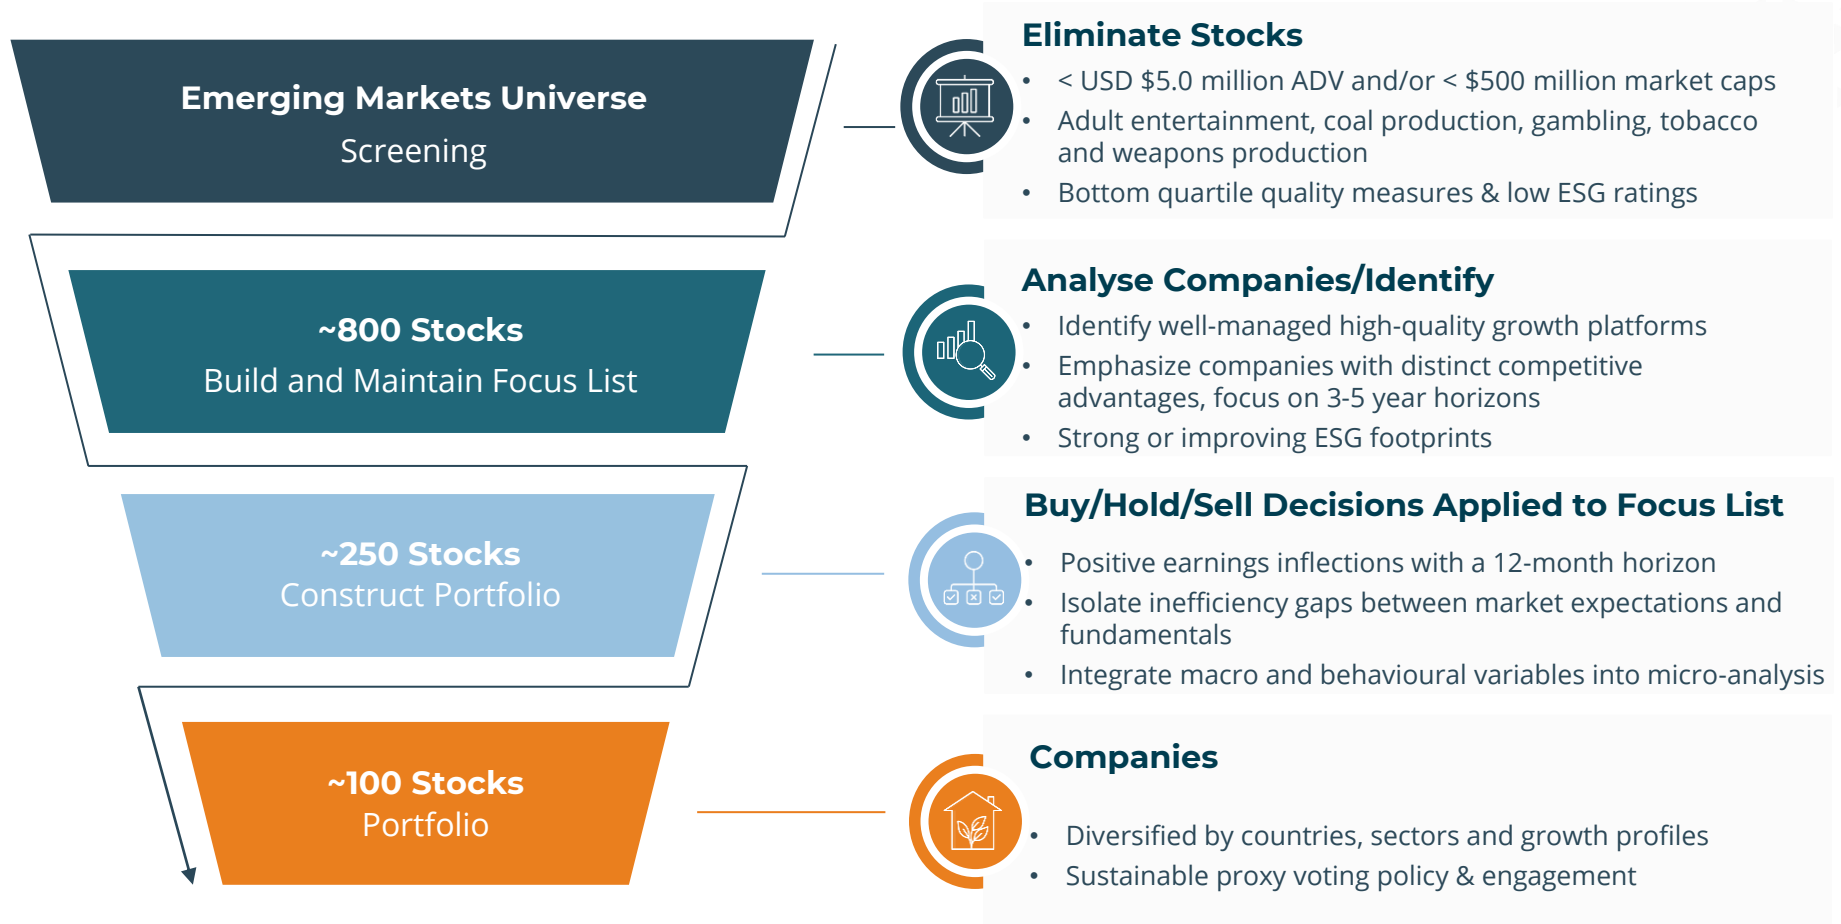 Emerging Markets Universe
Screening
Eliminate Stocks
• < USD $5.0 million ADV and/or < $500 million market caps
• Adult entertainment, coal production, gambling, tobacco
and weapons production
• Bottom quartile quality measures & low ESG ratings
~800 Stocks
Build and Maintain Focus List
Analyse Companies/Identify
• Identify well-managed high-quality growth platforms
• Emphasize companies with distinct competitive
advantages, focus on 3-5 year horizons
• Strong or improving ESG footprints
~250 Stocks
Construct Portfolio
Buy/Hold/Sell Decisions Applied to Focus List
• Positive earnings inflections with a 12-month horizon
• Isolate inefficiency gaps between market expectations and
fundamentals
• Integrate macro and behavioural variables into micro-analysis
~100 Stocks
Portfolio
Companies
• Diversified by countries, sectors and growth profiles
• Sustainable proxy voting policy & engagement